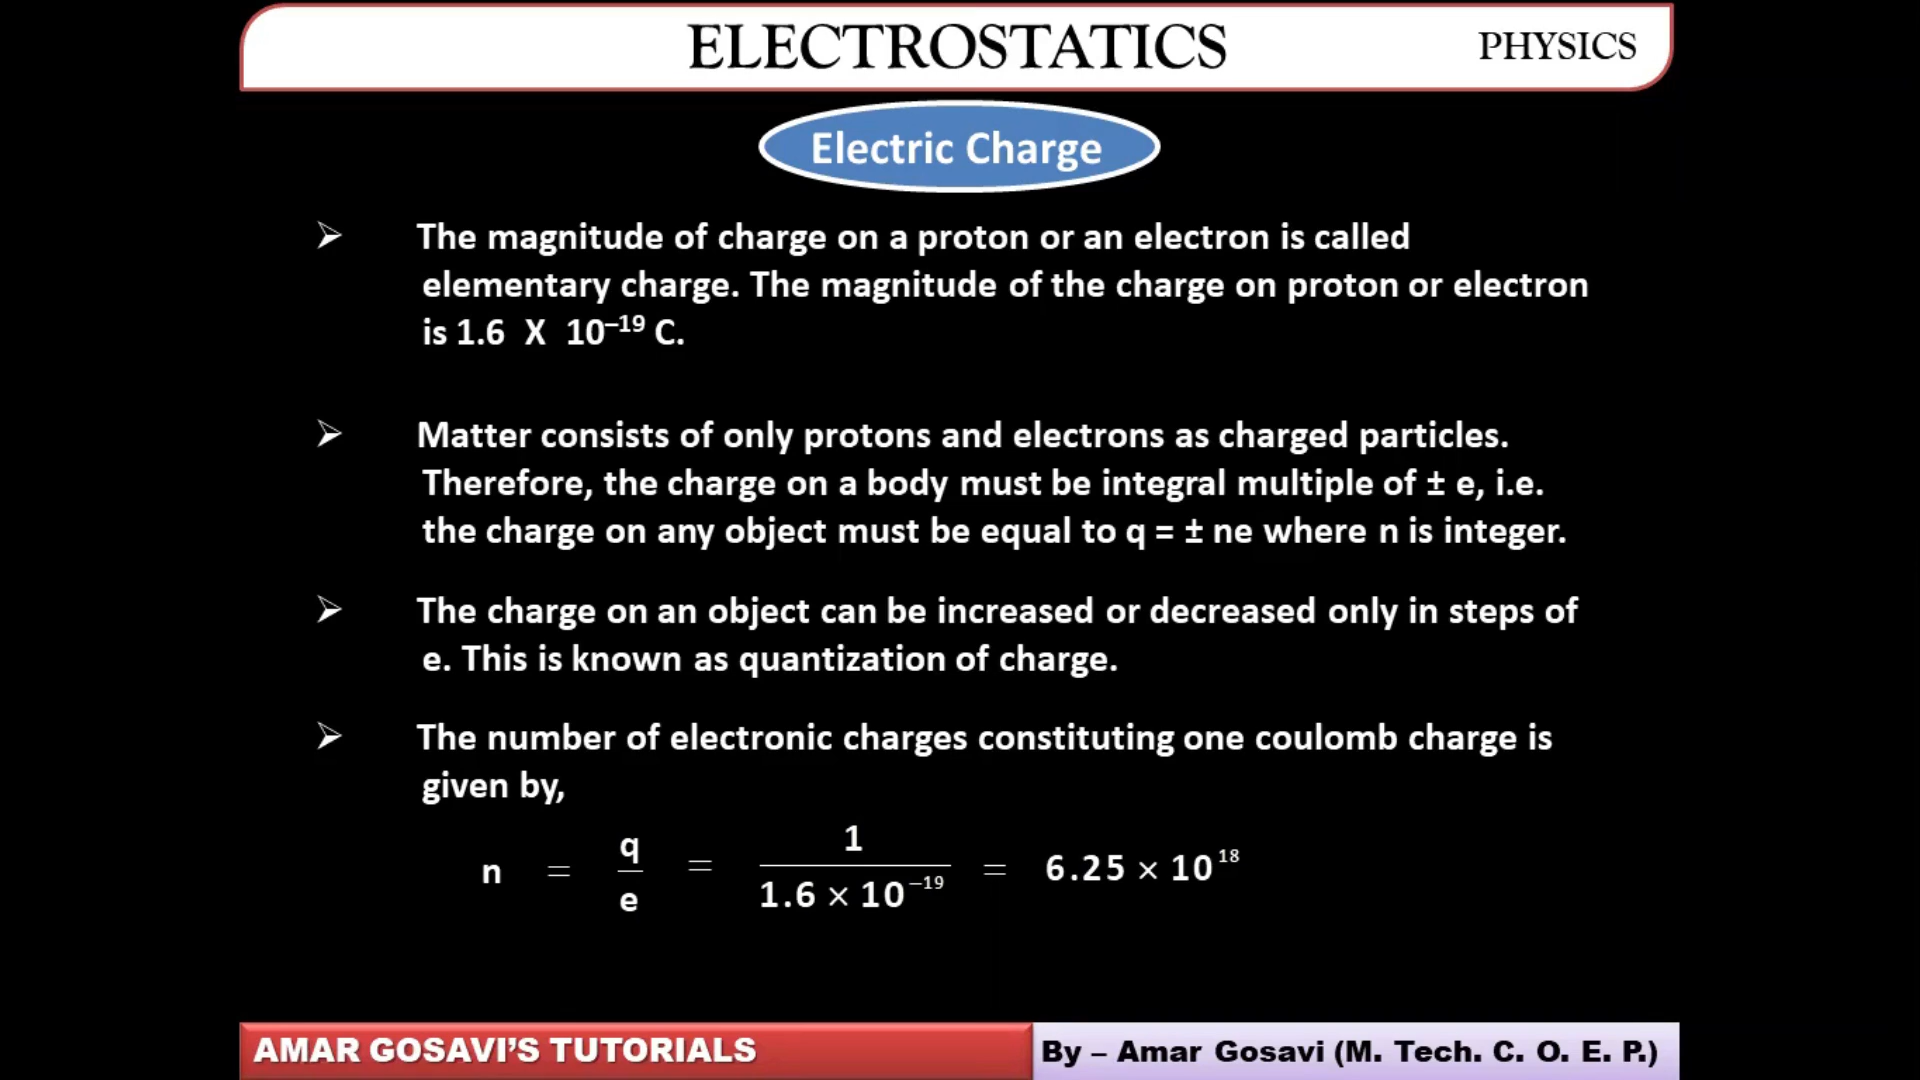 ELECTROSTATICS
PHYSICS
Electric Charge
➢ The magnitude of charge on a proton or an electron is called
elementary charge. The magnitude of the charge on proton or electron
is 1.6 X 10⁻¹⁹ C.
➢ Matter consists of only protons and electrons as charged particles.
Therefore, the charge on a body must be integral multiple of ± e, i.e.
the charge on any object must be equal to q = ± ne where n is integer.
➢ The charge on an object can be increased or decreased only in steps of
e. This is known as quantization of charge.
➢ The number of electronic charges constituting one coulomb charge is
given by,
n = q/e = 1/(1.6 × 10⁻¹⁹) = 6.25 × 10¹⁸
AMAR GOSAVI'S TUTORIALS
By – Amar Gosavi (M. Tech. C. O. E. P.)